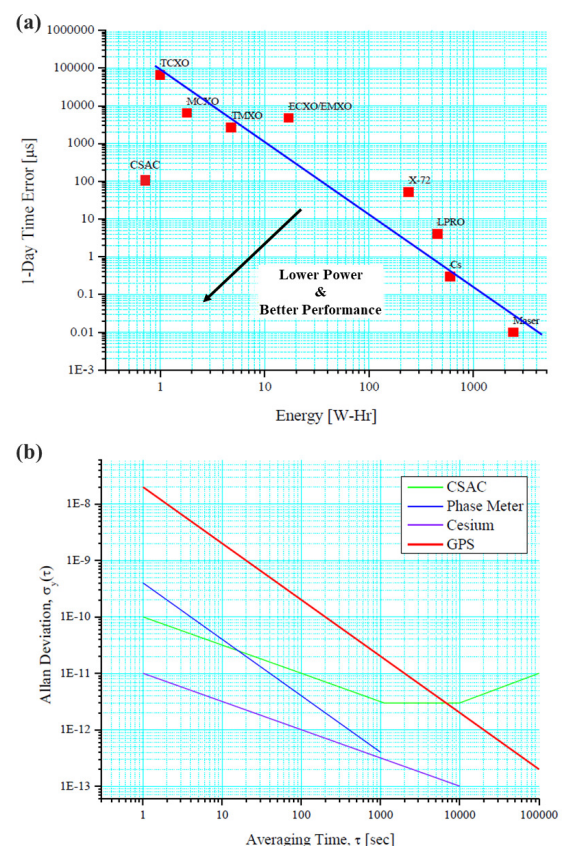 (a)
1000000
100000
10000
1000
100
10
1
0.1
0.01
1E-3
1-Day Time Error [µs]
TCXO
MCXO
TMXO
ECXO/EMXO
CSAC
X-72
LPRO
Cs
Maser
Lower Power
&
Better Performance
1 10 100 1000
Energy [W-Hr]
(b)
1E-8
1E-9
1E-10
1E-11
1E-12
1E-13
Allan Deviation, σy(τ)
CSAC
Phase Meter
Cesium
GPS
1 10 100 1000 10000 100000
Averaging Time, τ [sec]